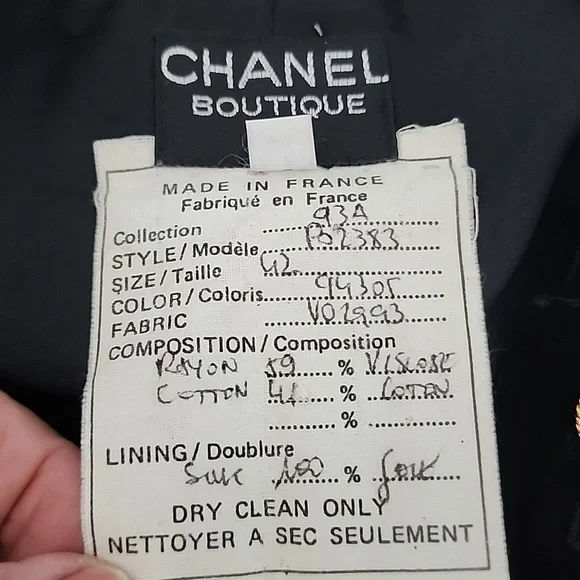 CHANEL
BOUTIQUE
MADE IN FRANCE
Fabriqué en France
Collection 93A
STYLE/Modèle P02383
SIZE/Taille 42
COLOR/Coloris 94305
FABRIC V02993
COMPOSITION/Composition
RAYON 59 % VISCOSE
COTTON 41 % COTON
%
LINING/Doublure
SILK 100 % SOIE
DRY CLEAN ONLY
NETTOYER A SEC SEULEMENT